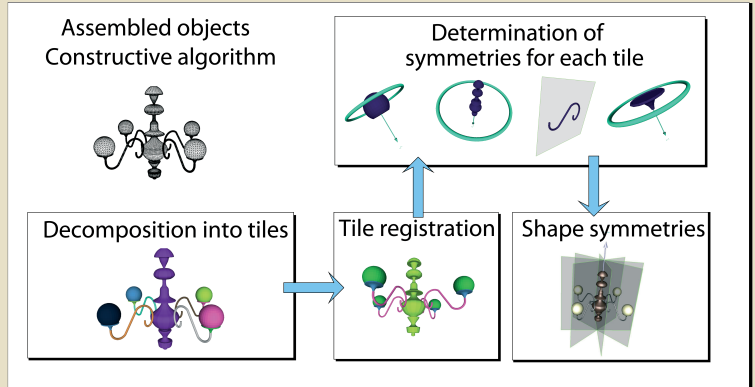 Assembled objects
Constructive algorithm
Determination of
symmetries for each tile
Decomposition into tiles
Tile registration
Shape symmetries